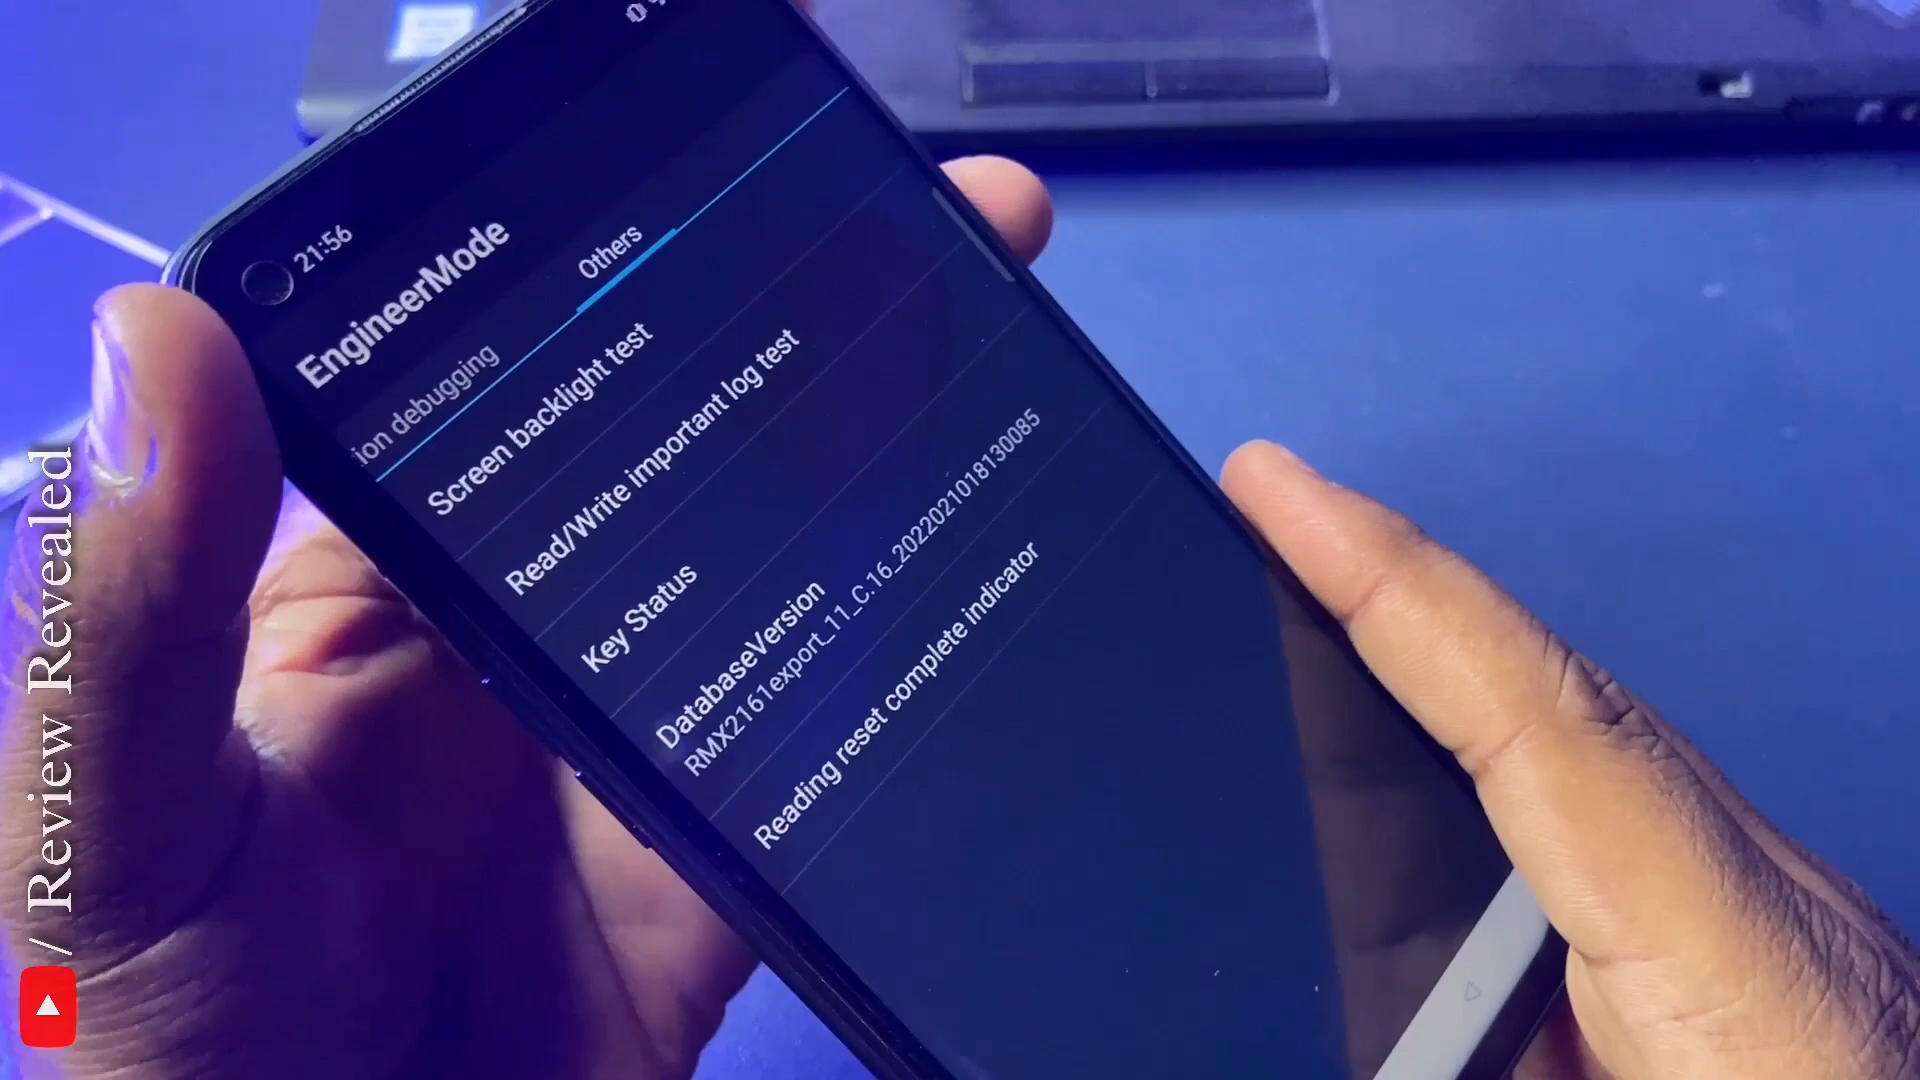 21:56
EngineerMode
ion debugging
Others
Screen backlight test
Read/Write important log test
Key Status
DatabaseVersion
RMX2161export_11_C.16_2022021018130085
Reading reset complete indicator
/ Review Revealed